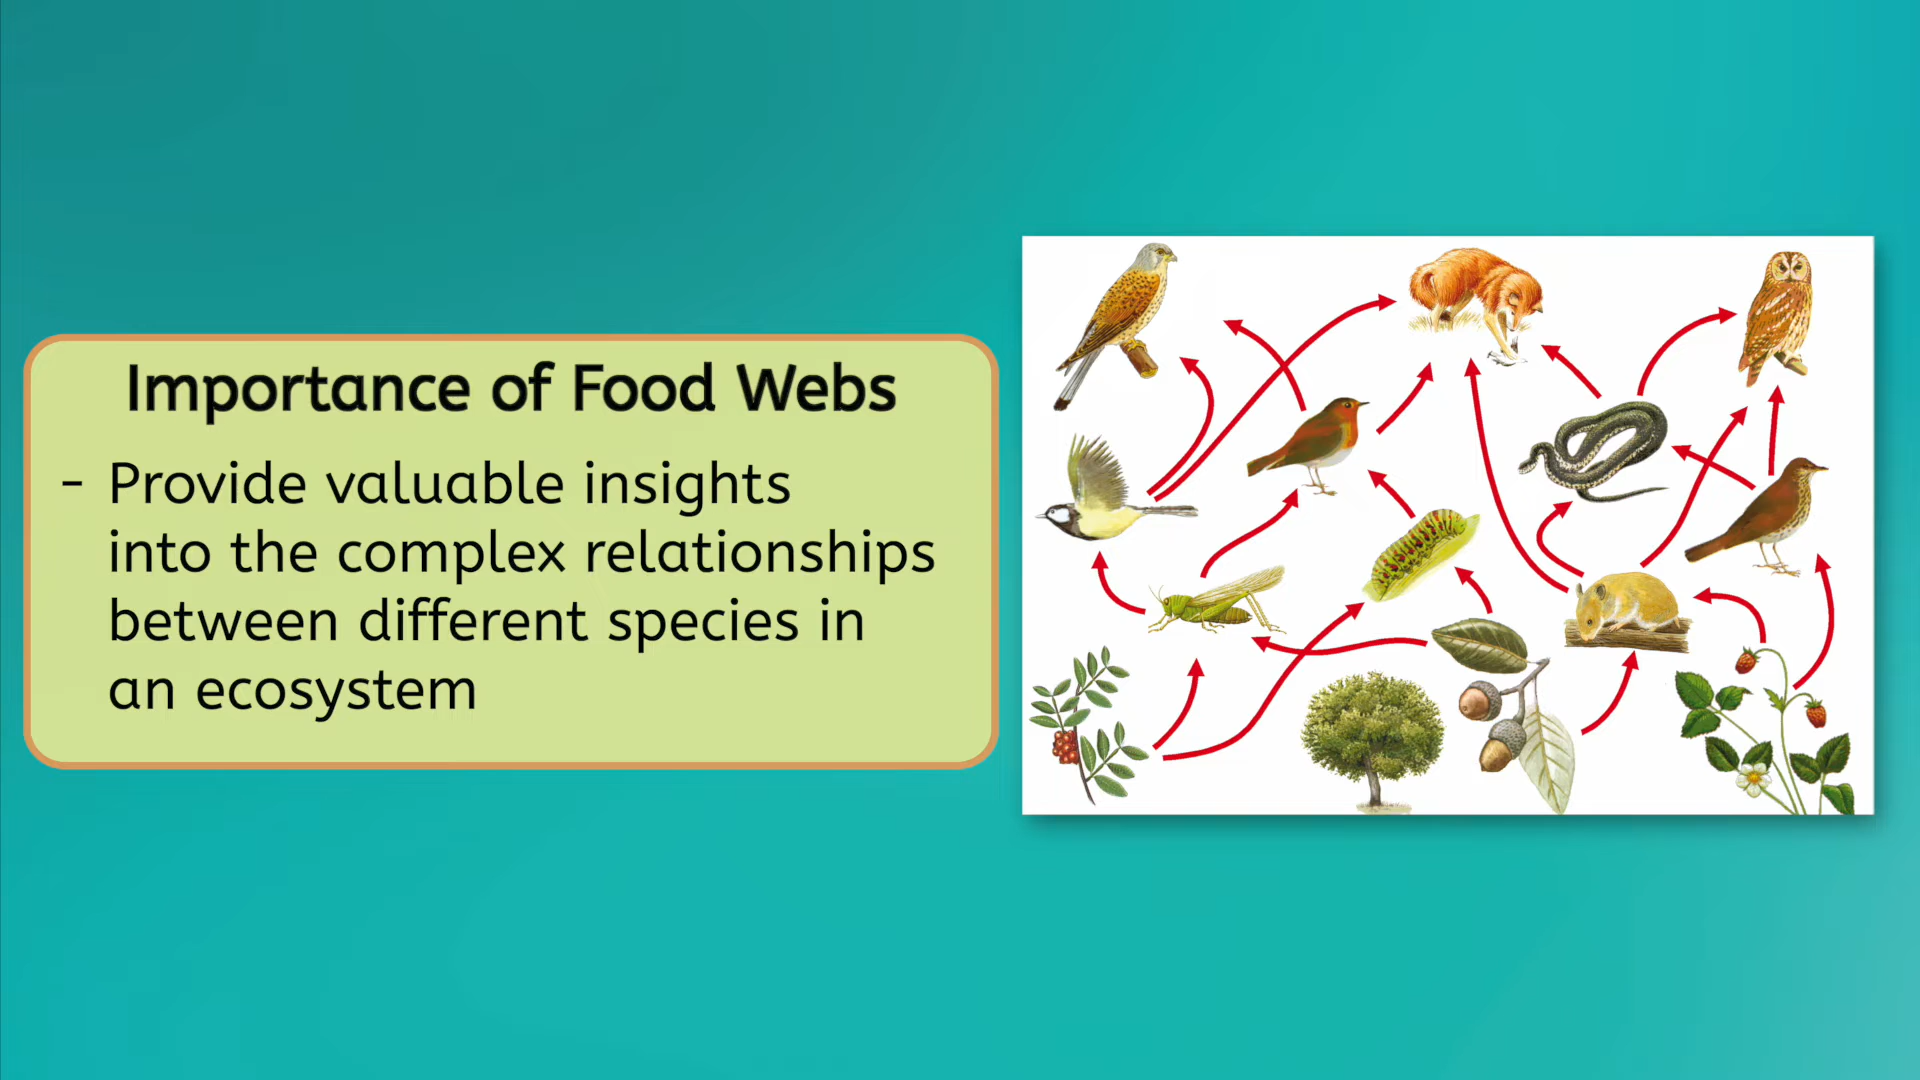 Importance of Food Webs
- Provide valuable insights
into the complex relationships
between different species in
an ecosystem